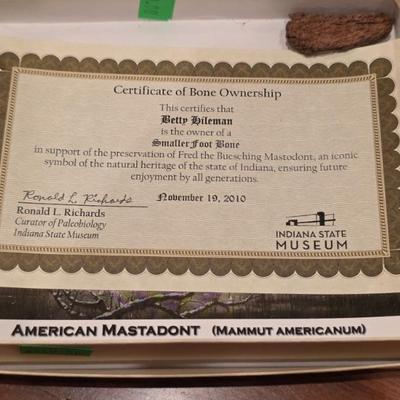 Certificate of Bone Ownership
This certifies that
Betty Hileman
is the owner of a
Smaller Foot Bone
in support of the preservation of Fred the Buesching Mastodont, an iconic
symbol of the natural heritage of the state of Indiana, ensuring future
enjoyment by all generations.
Ronald L. Richards
Ronald L. Richards
Curator of Paleobiology
Indiana State Museum
November 19, 2010
INDIANA STATE
MUSEUM
AMERICAN MASTADONT (MAMMUT AMERICANUM)